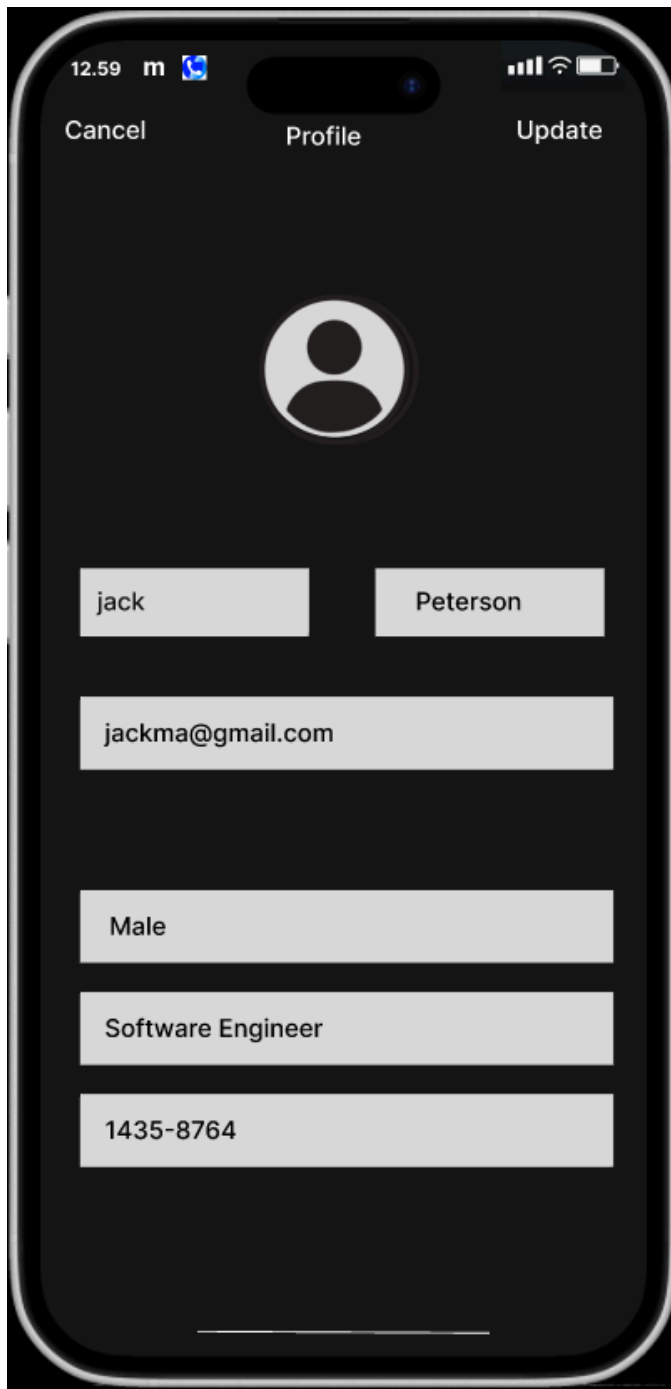 12.59 m
Cancel Profile Update
jack Peterson
jackma@gmail.com
Male
Software Engineer
1435-8764